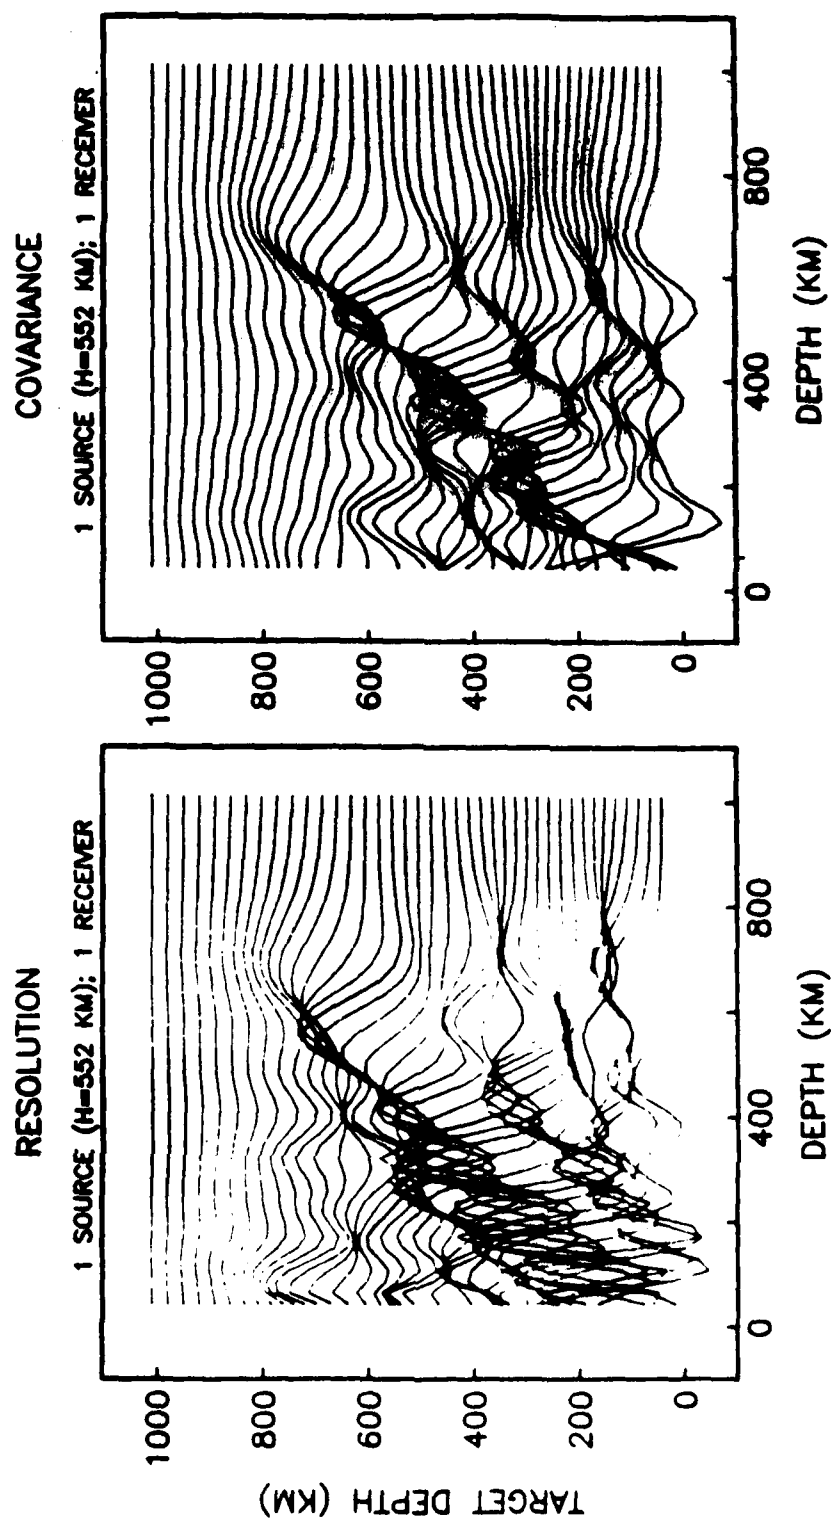 RESOLUTION
1 SOURCE (H=552 KM); 1 RECEIVER
TARGET DEPTH (KM)
1000
800
600
400
200
0
0
400
800
DEPTH (KM)
COVARIANCE
1 SOURCE (H=552 KM); 1 RECEIVER
1000
800
600
400
200
0
0
400
800
DEPTH (KM)